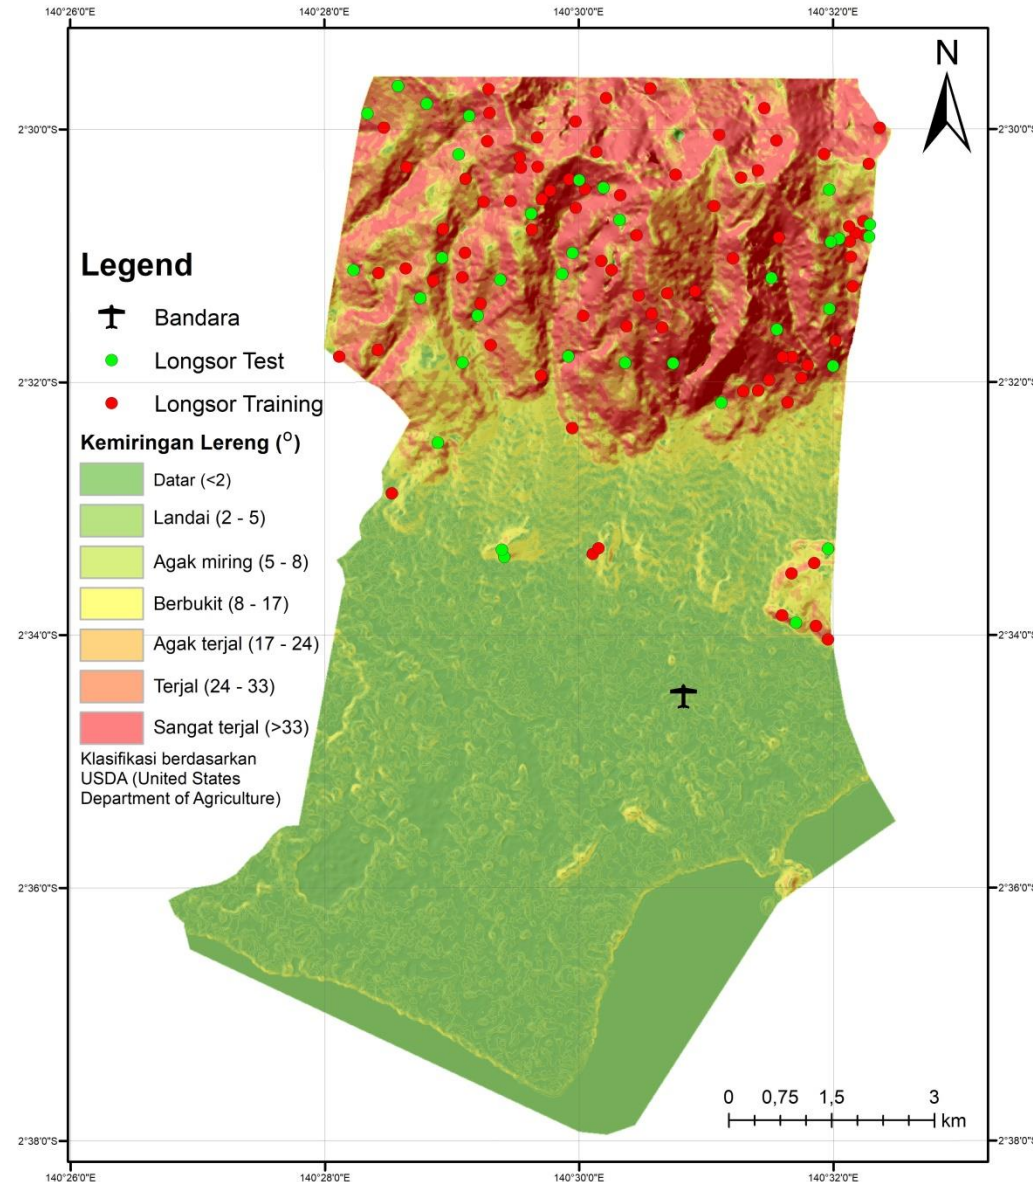 140°26'0"E
140°28'0"E
140°30'0"E
140°32'0"E
N
2°30'0"S
2°30'0"S
Legend
Bandara
Longsor Test
Longsor Training
2°32'0"S
2°32'0"S
Kemiringan Lereng (°)
Datar (<2)
Landai (2 - 5)
Agak miring (5 - 8)
Berbukit (8 - 17)
Agak terjal (17 - 24)
Terjal (24 - 33)
Sangat terjal (>33)
Klasifikasi berdasarkan
USDA (United States
Department of Agriculture)
2°34'0"S
2°34'0"S
2°36'0"S
2°36'0"S
0 0,75 1,5 3
km
2°38'0"S
2°38'0"S
140°26'0"E
140°28'0"E
140°30'0"E
140°32'0"E